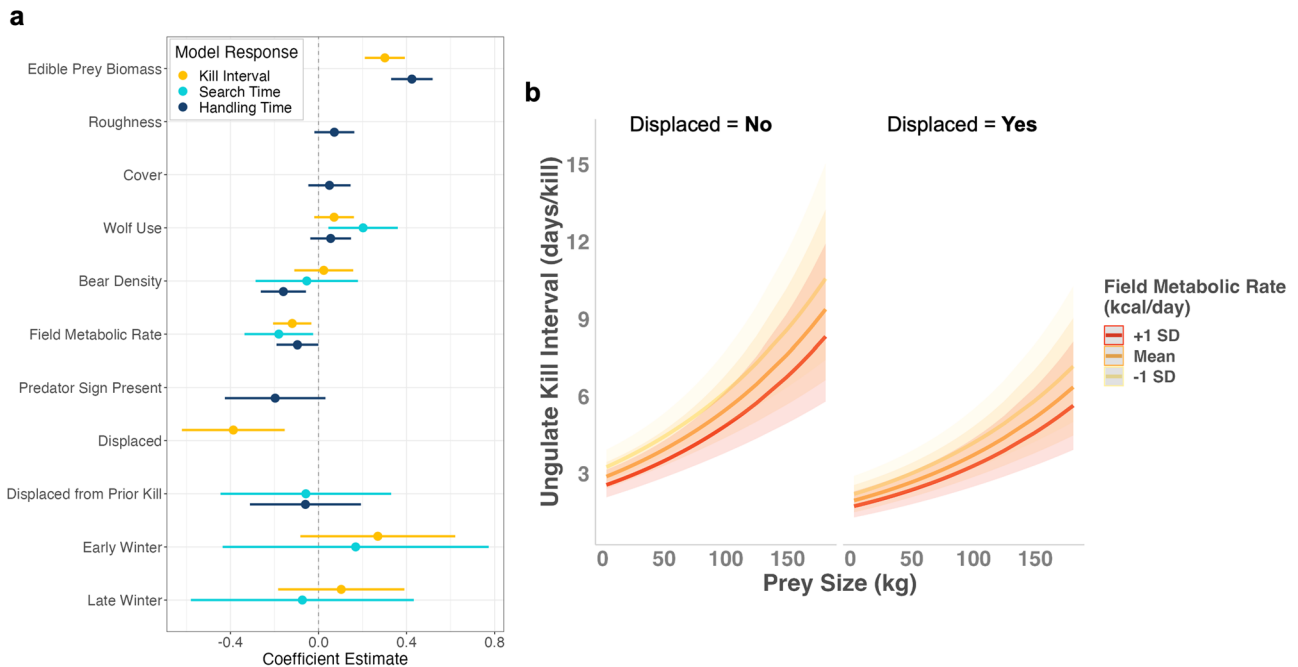 a
Model Response
Kill Interval
Search Time
Handling Time
Edible Prey Biomass
Roughness
Cover
Wolf Use
Bear Density
Field Metabolic Rate
Predator Sign Present
Displaced
Displaced from Prior Kill
Early Winter
Late Winter
-0.4 0.0 0.4 0.8
Coefficient Estimate
b
Displaced = No Displaced = Yes
Ungulate Kill Interval (days/kill)
15
12
9
6
3
0 50 100 150 0 50 100 150
Prey Size (kg)
Field Metabolic Rate
(kcal/day)
+1 SD
Mean
-1 SD